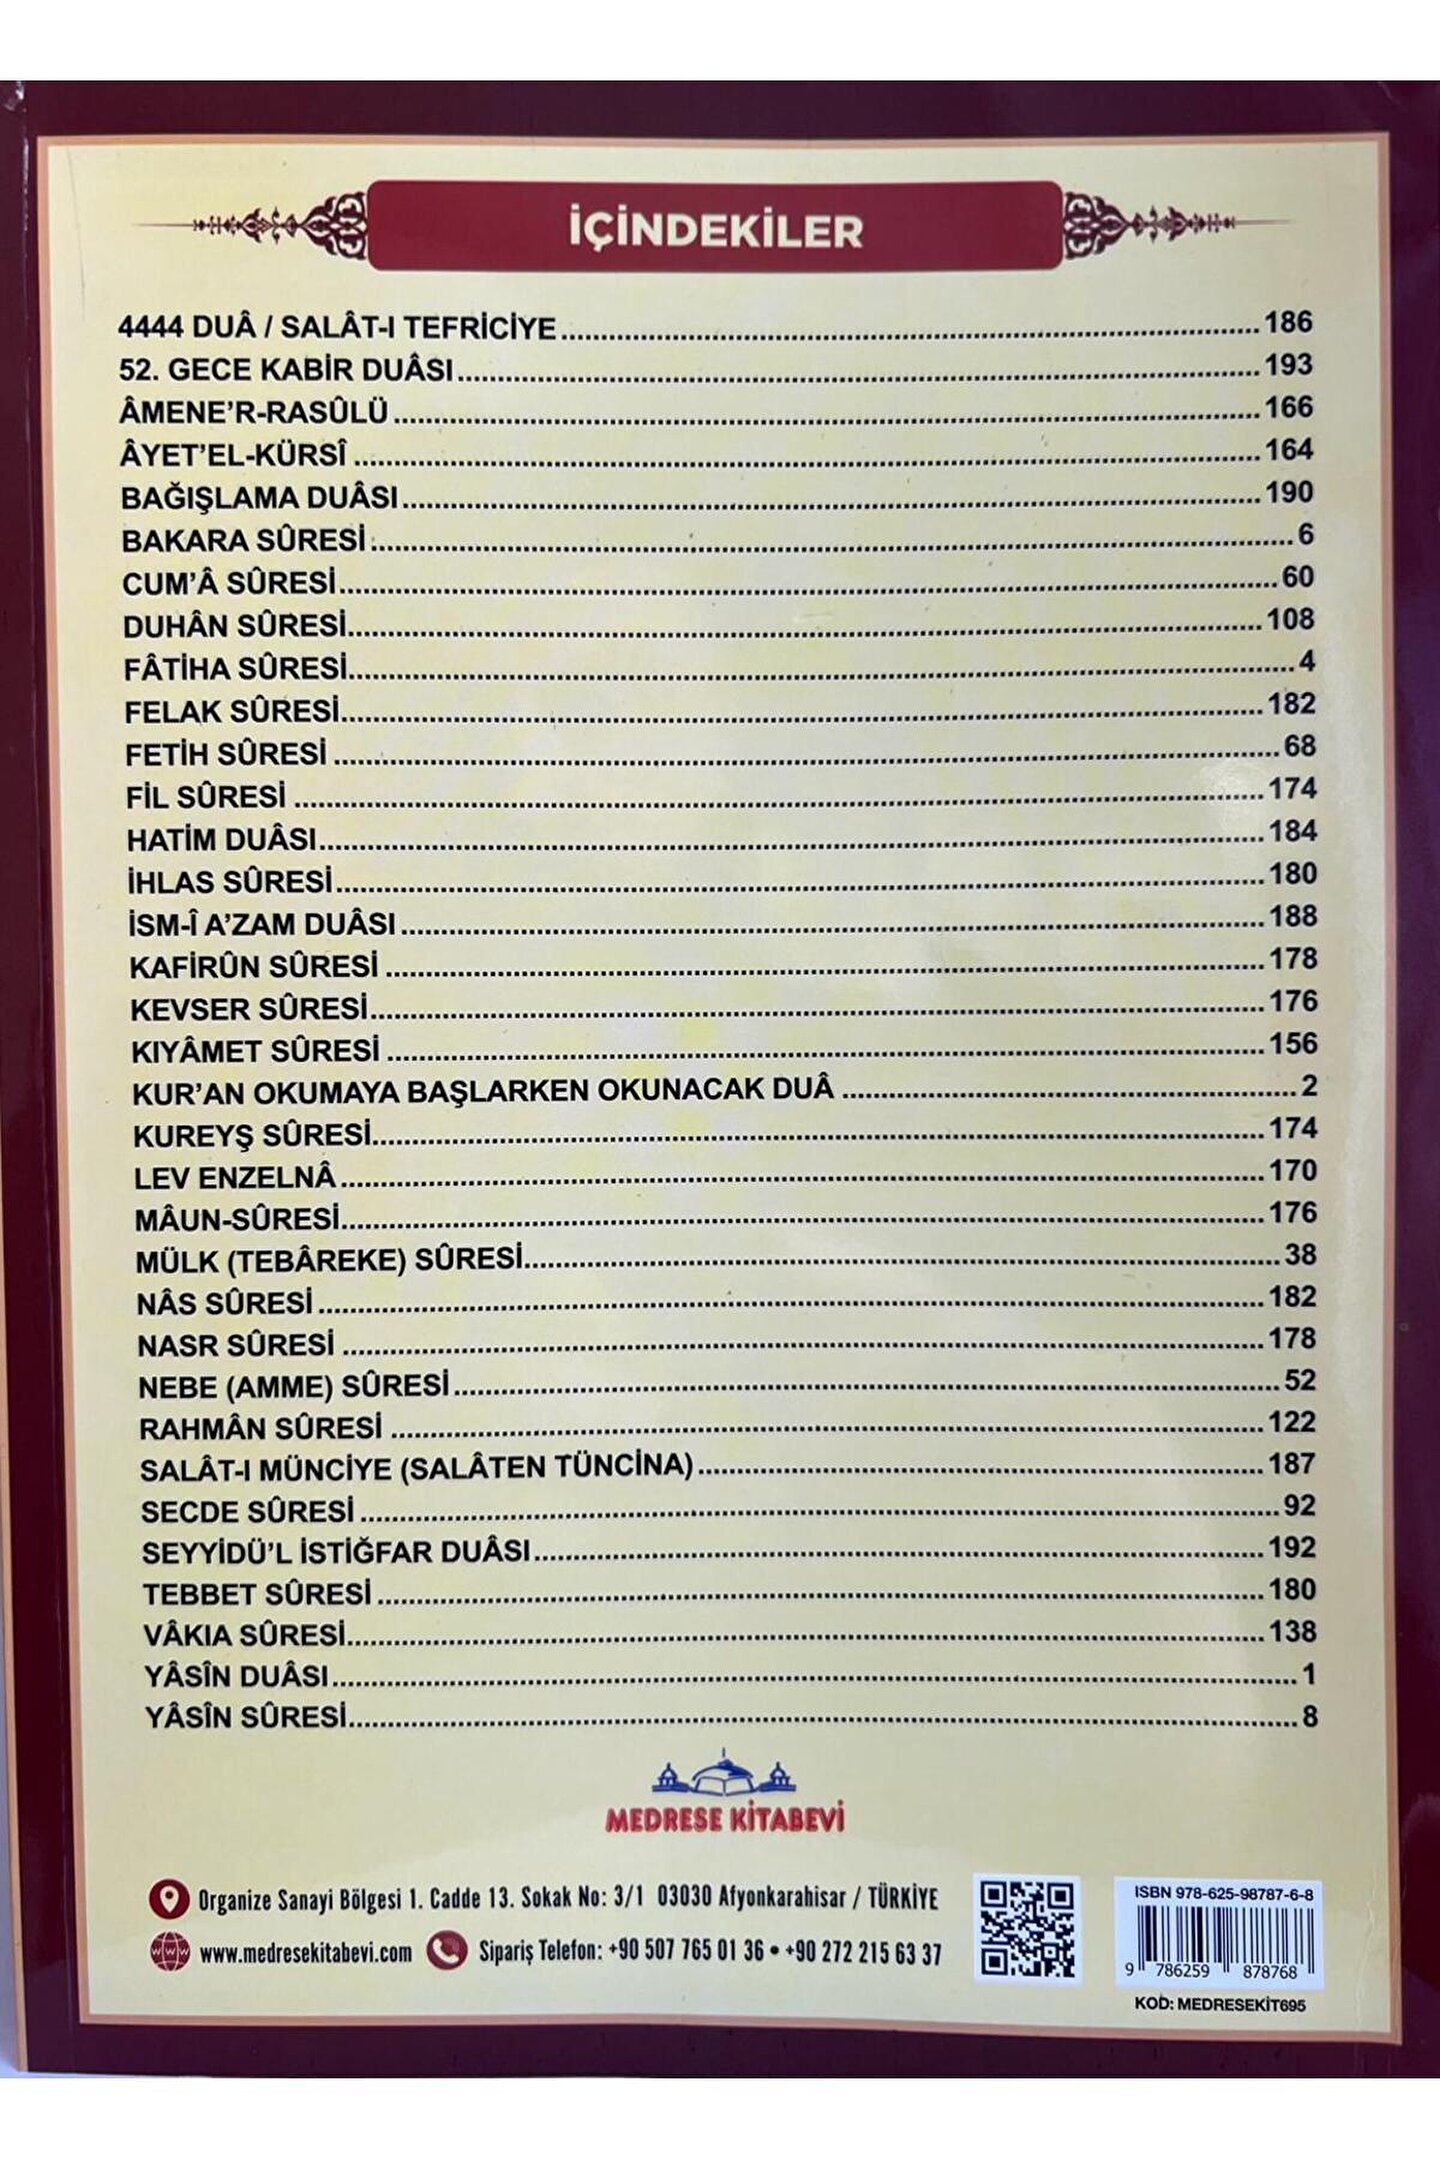 İÇİNDEKİLER
4444 DUÂ / SALÂT-I TEFRİCİYE 186
52. GECE KABİR DUÂSI 193
ÂMENE'R-RASÛLÜ 166
ÂYET'EL-KÜRSÎ 164
BAĞIŞLAMA DUÂSI 190
BAKARA SÛRESİ 6
CUM'Â SÛRESİ 60
DUHÂN SÛRESİ 108
FÂTİHA SÛRESİ 4
FELAK SÛRESİ 182
FETİH SÛRESİ 68
FİL SÛRESİ 174
HATİM DUÂSI 184
İHLAS SÛRESİ 180
İSM-Î A'ZAM DUÂSI 188
KAFİRÛN SÛRESİ 178
KEVSER SÛRESİ 176
KIYÂMET SÛRESİ 156
KUR'AN OKUMAYA BAŞLARKEN OKUNACAK DUÂ 2
KUREYŞ SÛRESİ 174
LEV ENZELNÂ 170
MÂUN-SÛRESİ 176
MÜLK (TEBÂREKE) SÛRESİ 38
NÂS SÛRESİ 182
NASR SÛRESİ 178
NEBE (AMME) SÛRESİ 52
RAHMÂN SÛRESİ 122
SALÂT-I MÜNCİYE (SALÂTEN TÜNCİNA) 187
SECDE SÛRESİ 92
SEYYİDÜ'L İSTİĞFAR DUÂSI 192
TEBBET SÛRESİ 180
VÂKIA SÛRESİ 138
YÂSÎN DUÂSI 1
YÂSÎN SÛRESİ 8
MEDRESE KİTABEVİ
Organize Sanayi Bölgesi 1. Cadde 13. Sokak No: 3/1 03030 Afyonkarahisar / TÜRKİYE
www www.medresekitabevi.com Sipariş Telefon: +90 507 765 01 36 • +90 272 215 63 37
ISBN 978-625-98787-6-8
9 786259 878768
KOD: MEDRESEKİT695